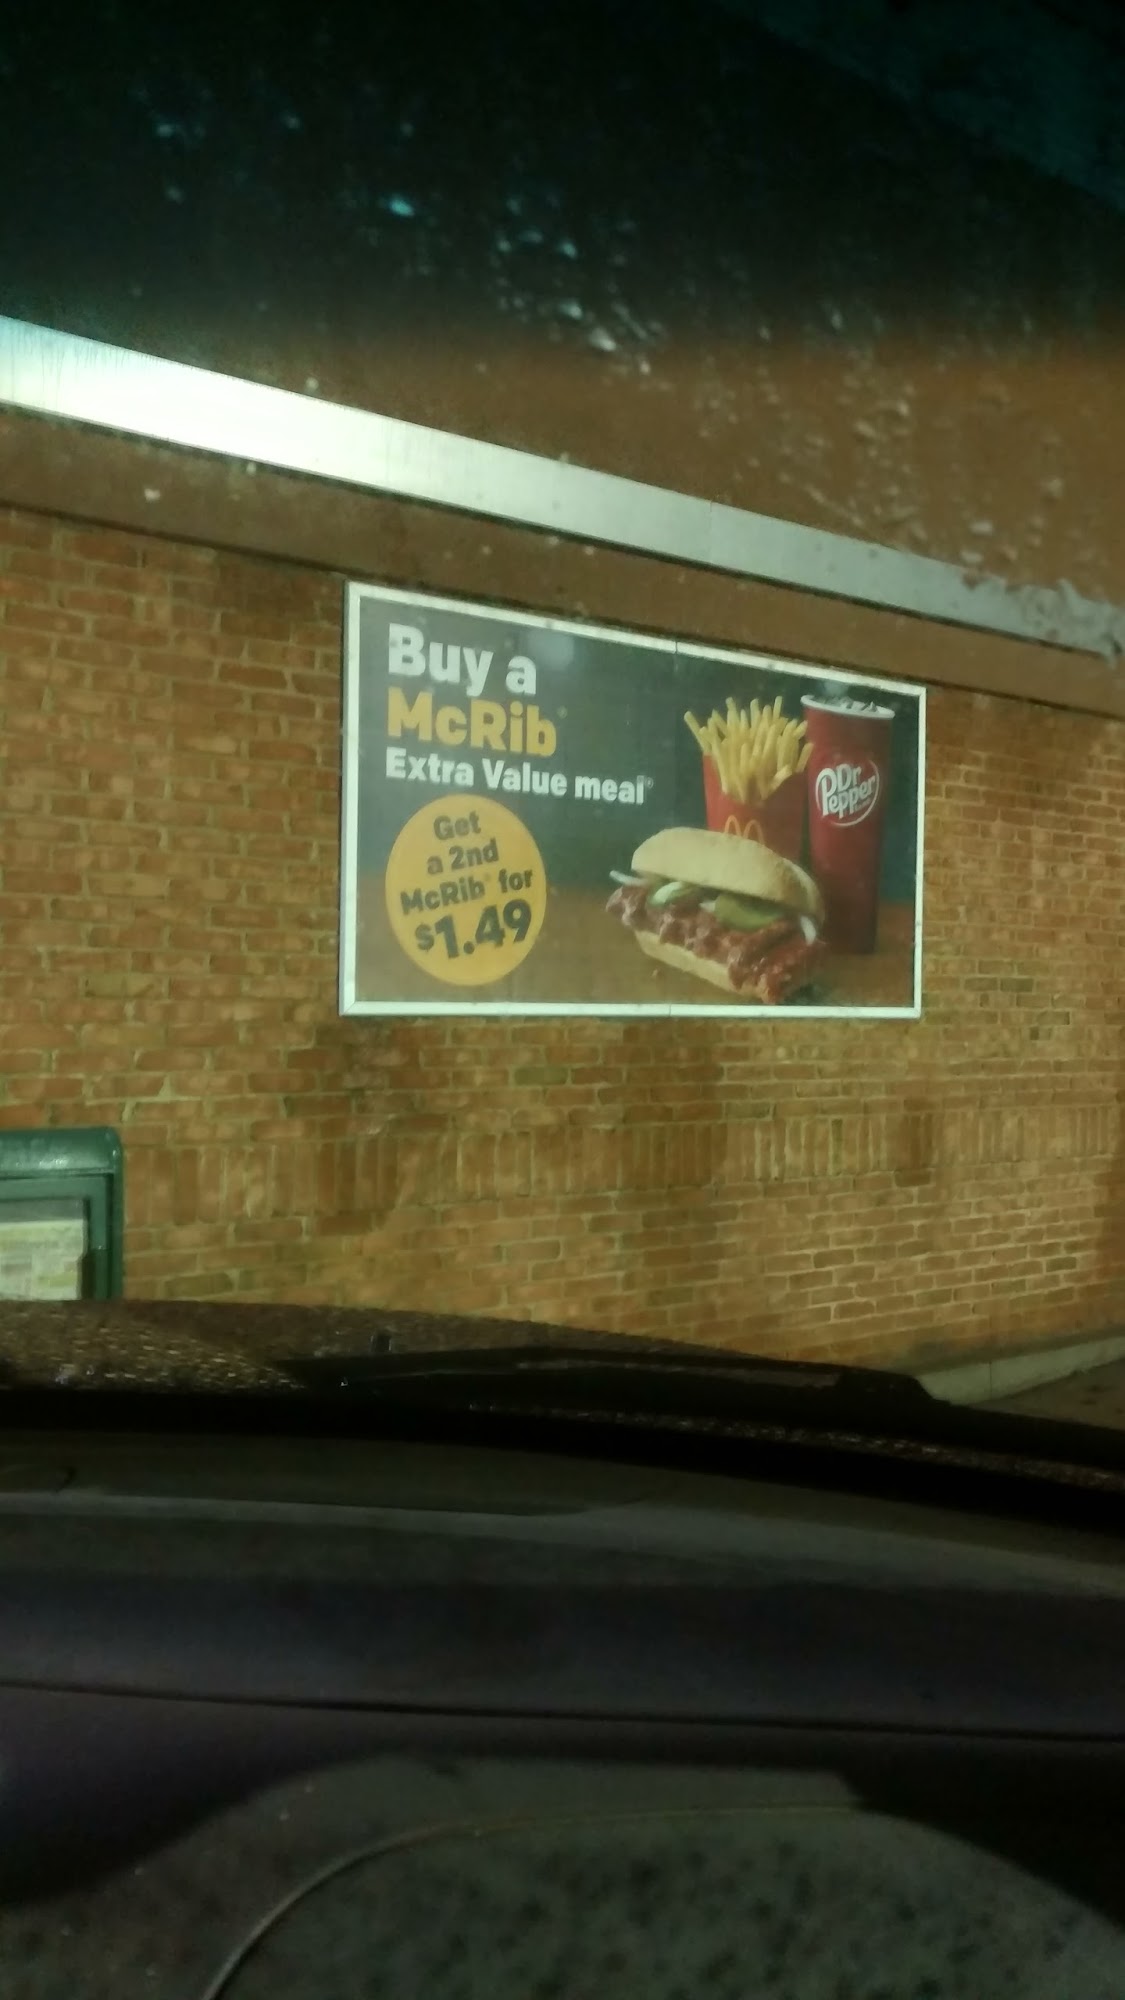 Buy a
McRib®
Extra Value meal®
Get
a 2nd
McRib® for
$1.49
Dr
Pepper